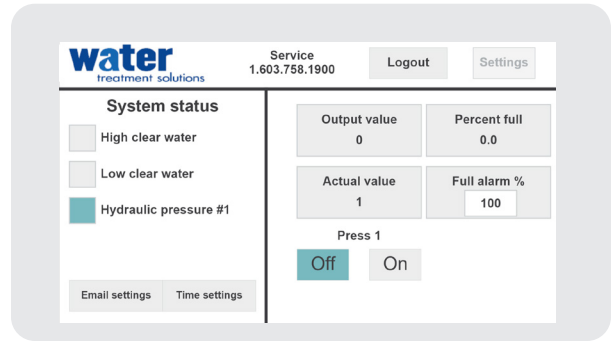 water
treatment solutions
Service
1.603.758.1900
Logout
Settings
System status
High clear water
Low clear water
Hydraulic pressure #1
Email settings
Time settings
Output value
0
Percent full
0.0
Actual value
1
Full alarm %
100
Press 1
Off
On